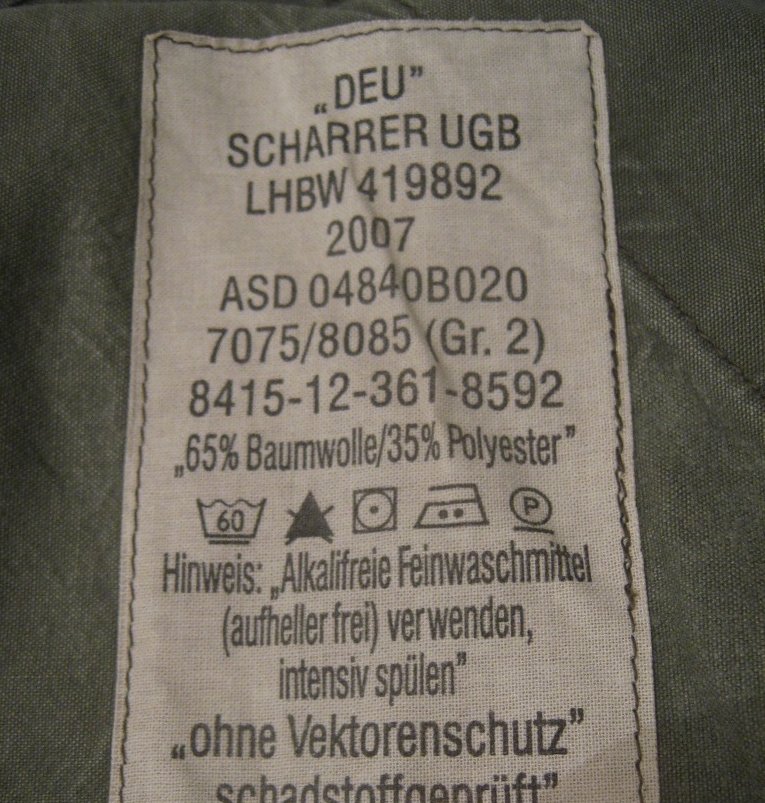 „DEU”
SCHARRER UGB
LHBW 419892
2007
ASD 04840B020
7075/8085 (Gr. 2)
8415-12-361-8592
„65% Baumwolle/35% Polyester”
60 P
Hinweis: „Alkalifreie Feinwaschmittel
(aufheller frei) verwenden,
intensiv spülen”
„ohne Vektorenschutz”
schadstoffgeprüft”